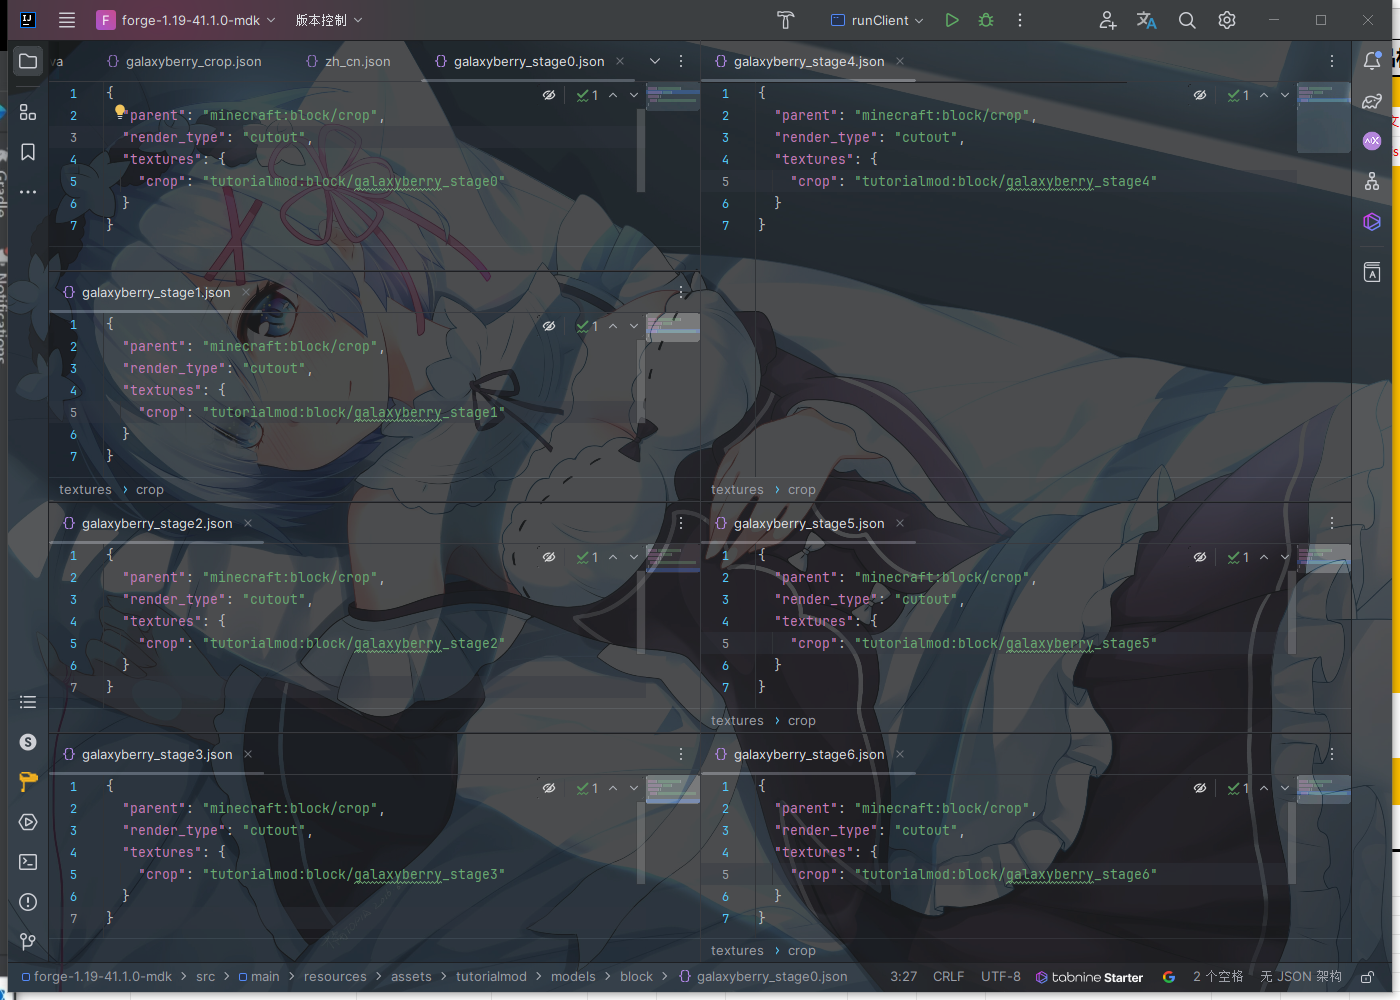 F forge-1.19-41.1.0-mdk 版本控制 runClient
va galaxyberry_crop.json zh_cn.json galaxyberry_stage0.json
1 {
2 "parent": "minecraft:block/crop",
3 "render_type": "cutout",
4 "textures": {
5 "crop": "tutorialmod:block/galaxyberry_stage0"
6 }
7 }
1
galaxyberry_stage1.json
1 {
2 "parent": "minecraft:block/crop",
3 "render_type": "cutout",
4 "textures": {
5 "crop": "tutorialmod:block/galaxyberry_stage1"
6 }
7 }
1
textures › crop
galaxyberry_stage2.json
1 {
2 "parent": "minecraft:block/crop",
3 "render_type": "cutout",
4 "textures": {
5 "crop": "tutorialmod:block/galaxyberry_stage2"
6 }
7 }
1
galaxyberry_stage3.json
1 {
2 "parent": "minecraft:block/crop",
3 "render_type": "cutout",
4 "textures": {
5 "crop": "tutorialmod:block/galaxyberry_stage3"
6 }
7 }
1
galaxyberry_stage4.json
1 {
2 "parent": "minecraft:block/crop",
3 "render_type": "cutout",
4 "textures": {
5 "crop": "tutorialmod:block/galaxyberry_stage4"
6 }
7 }
1
textures › crop
galaxyberry_stage5.json
1 {
2 "parent": "minecraft:block/crop",
3 "render_type": "cutout",
4 "textures": {
5 "crop": "tutorialmod:block/galaxyberry_stage5"
6 }
7 }
1
textures › crop
galaxyberry_stage6.json
1 {
2 "parent": "minecraft:block/crop",
3 "render_type": "cutout",
4 "textures": {
5 "crop": "tutorialmod:block/galaxyberry_stage6"
6 }
7 }
1
textures › crop
Gradle
Notifications
forge-1.19-41.1.0-mdk › src › main › resources › assets › tutorialmod › models › block › galaxyberry_stage0.json 3:27 CRLF UTF-8 tabnine Starter 2 个空格 无 JSON 架构